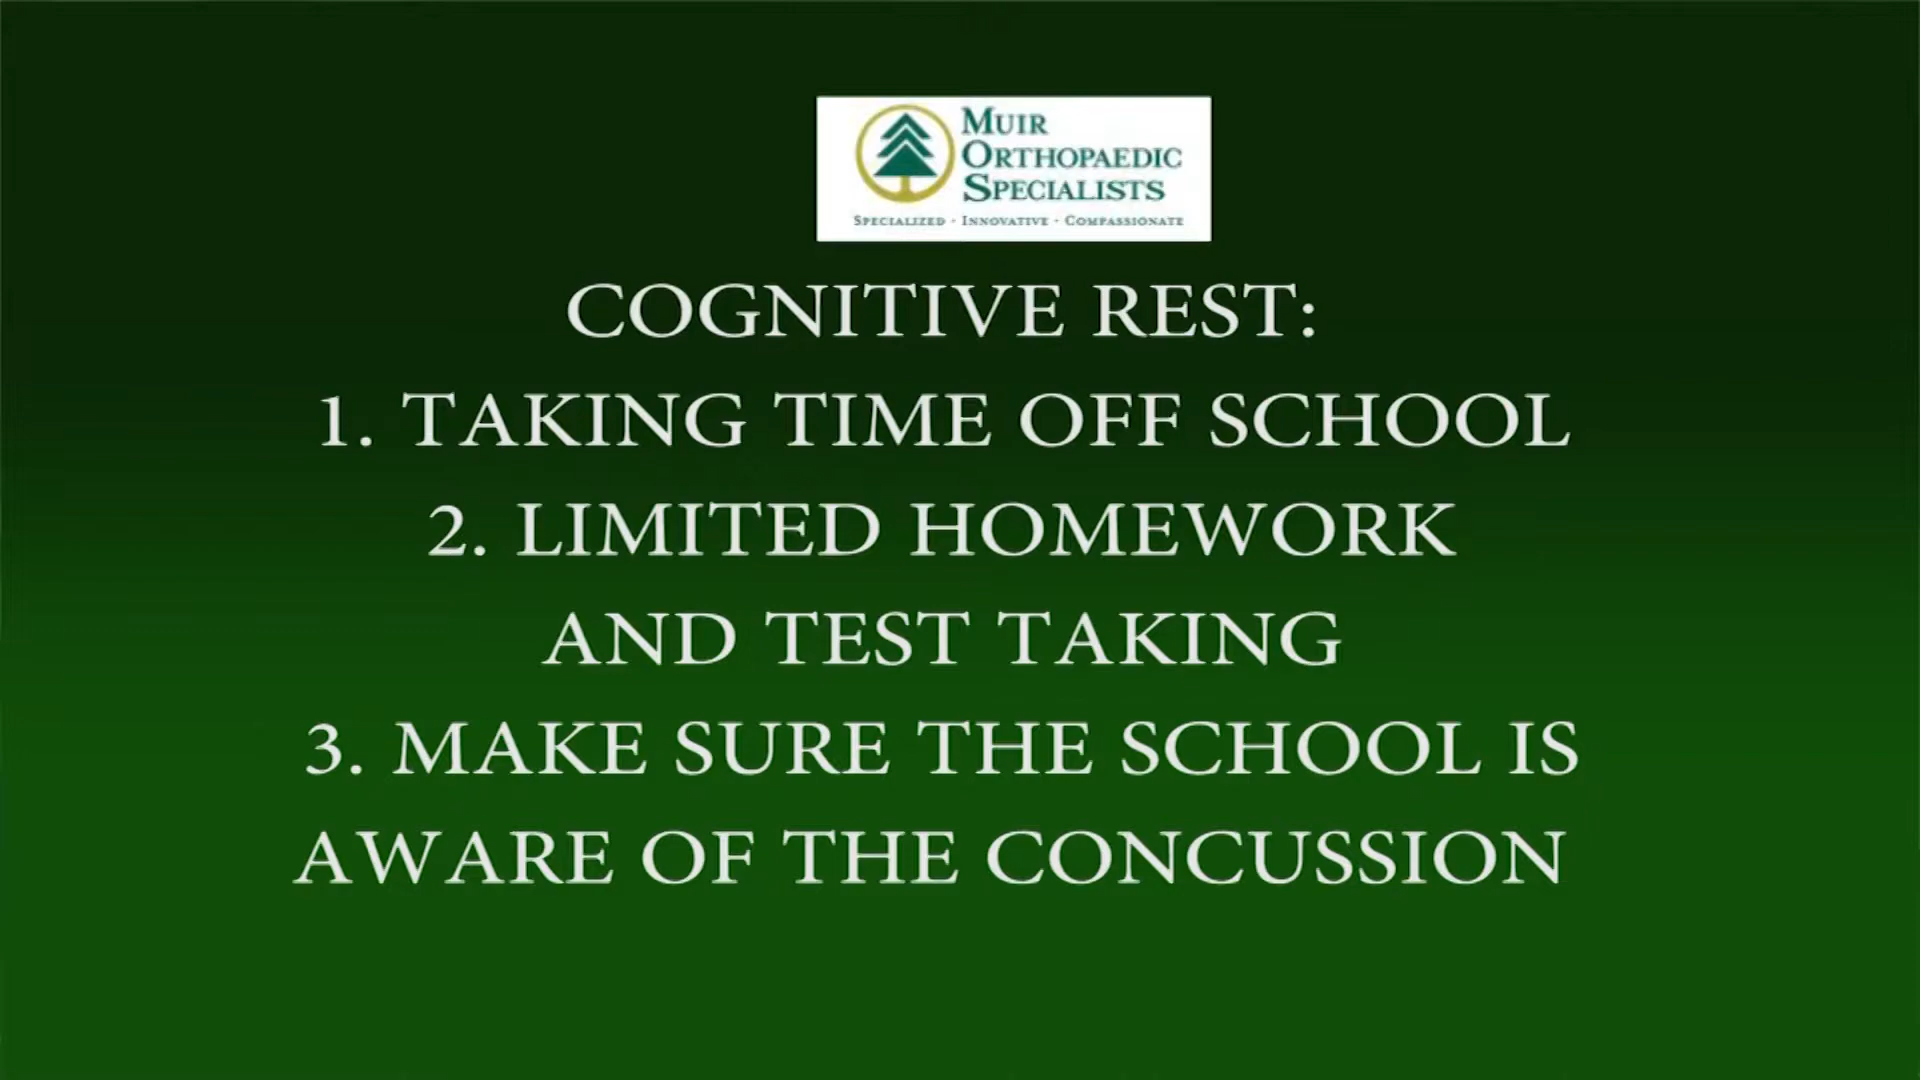 MUIR
ORTHOPAEDIC
SPECIALISTS
SPECIALIZED · INNOVATIVE · COMPASSIONATE
COGNITIVE REST:
1. TAKING TIME OFF SCHOOL
2. LIMITED HOMEWORK
AND TEST TAKING
3. MAKE SURE THE SCHOOL IS
AWARE OF THE CONCUSSION